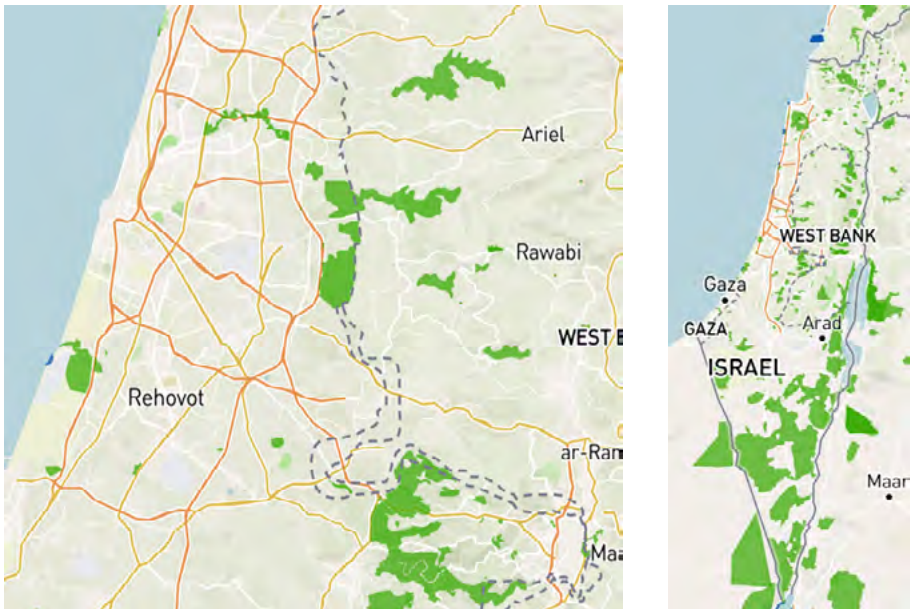 Ariel
Rawabi
WEST B
Rehovot
ar-Ram
Maa
WEST BANK
Gaza
GAZA
Arad
ISRAEL
Maan